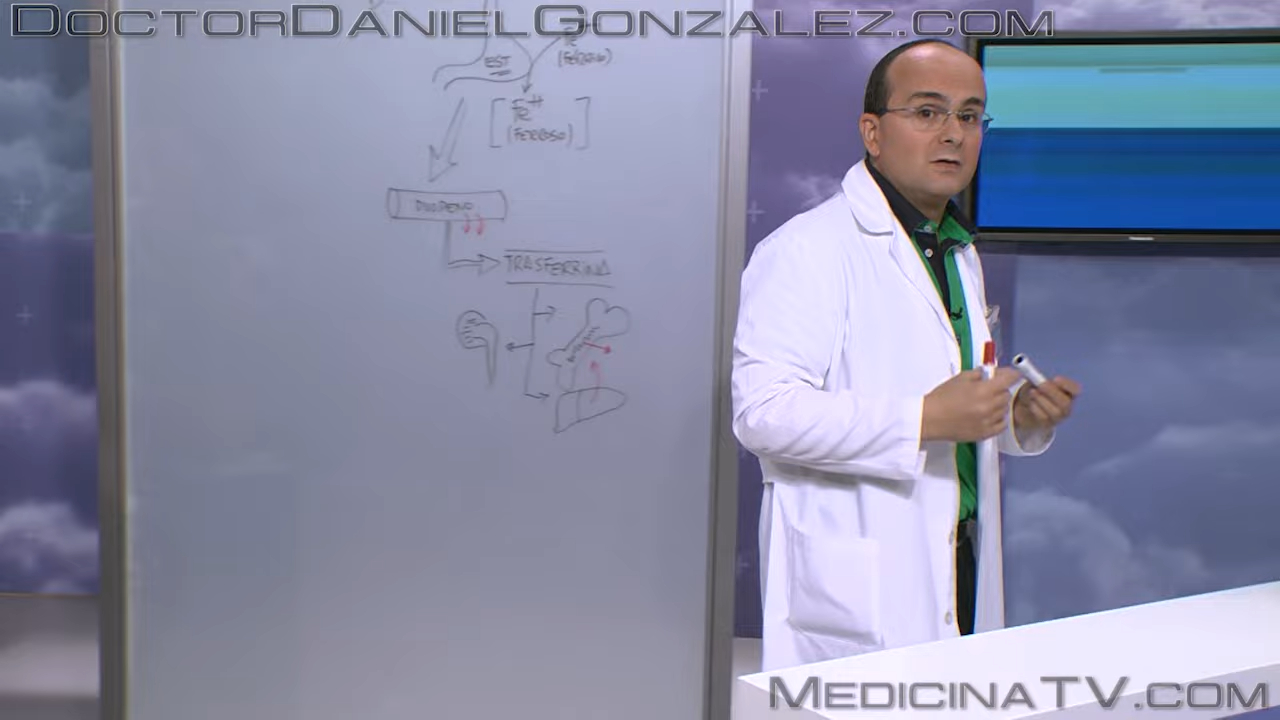 DOCTORDANIELGONZALEZ.COM
EST
(FERRICO)
Fe++
(FERROSO)
DUODENO
TRASFERRINA
MEDICINATV.COM